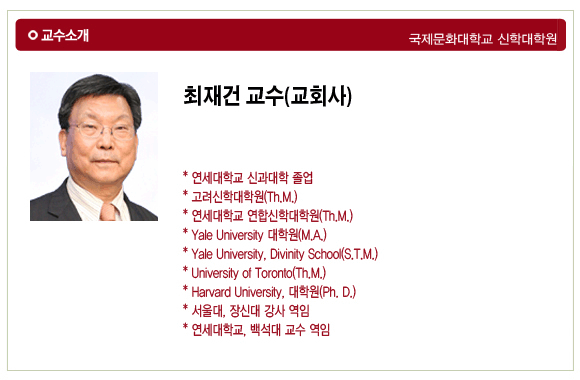 교수소개
국제문화대학교 신학대학원
최재건 교수(교회사)
* 연세대학교 신과대학 졸업
* 고려신학대학원(Th.M.)
* 연세대학교 연합신학대학원(Th.M.)
* Yale University 대학원(M.A.)
* Yale University, Divinity School(S.T.M.)
* University of Toronto(Th.M.)
* Harvard University, 대학원(Ph. D.)
* 서울대, 장신대 강사 역임
* 연세대학교, 백석대 교수 역임